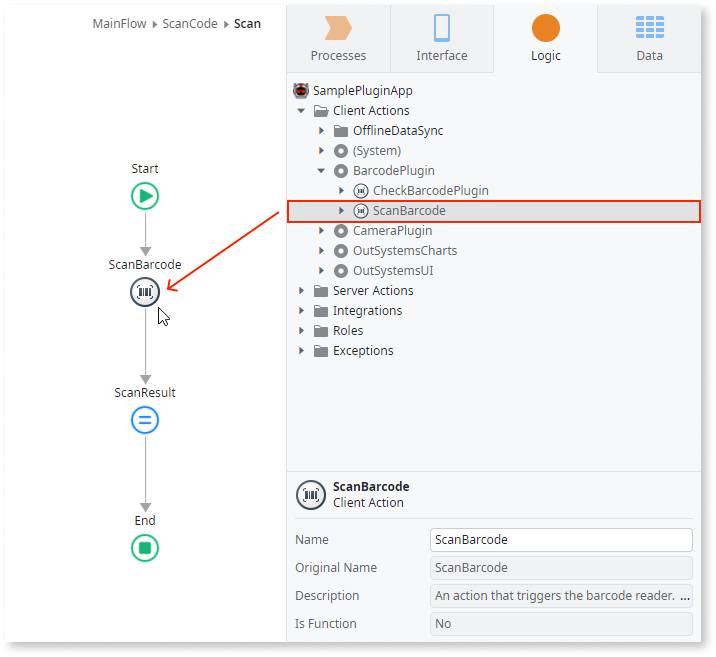 MainFlow ▸ ScanCode ▸ Scan
Start
ScanBarcode
ScanResult
End
Processes
Interface
Logic
Data
SamplePluginApp
Client Actions
OfflineDataSync
(System)
BarcodePlugin
CheckBarcodePlugin
ScanBarcode
CameraPlugin
OutSystemsCharts
OutSystemsUI
Server Actions
Integrations
Roles
Exceptions
ScanBarcode
Client Action
Name ScanBarcode
Original Name ScanBarcode
Description An action that triggers the barcode reader. ...
Is Function No